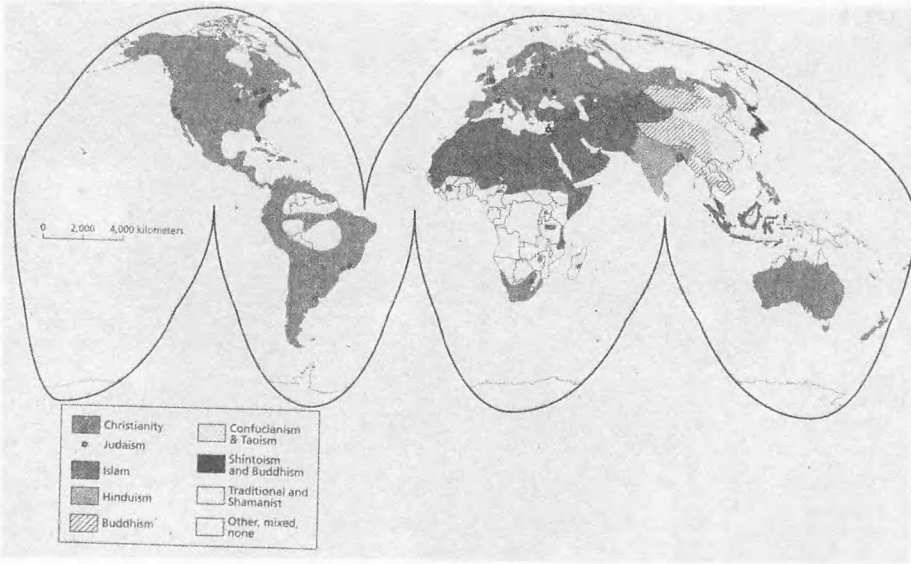 0 2,000 4,000 kilometers
Christianity
Judaism
Islam
Hinduism
Buddhism
Confucianism
& Taoism
Shintoism
and Buddhism
Traditional and
Shamanist
Other, mixed,
none